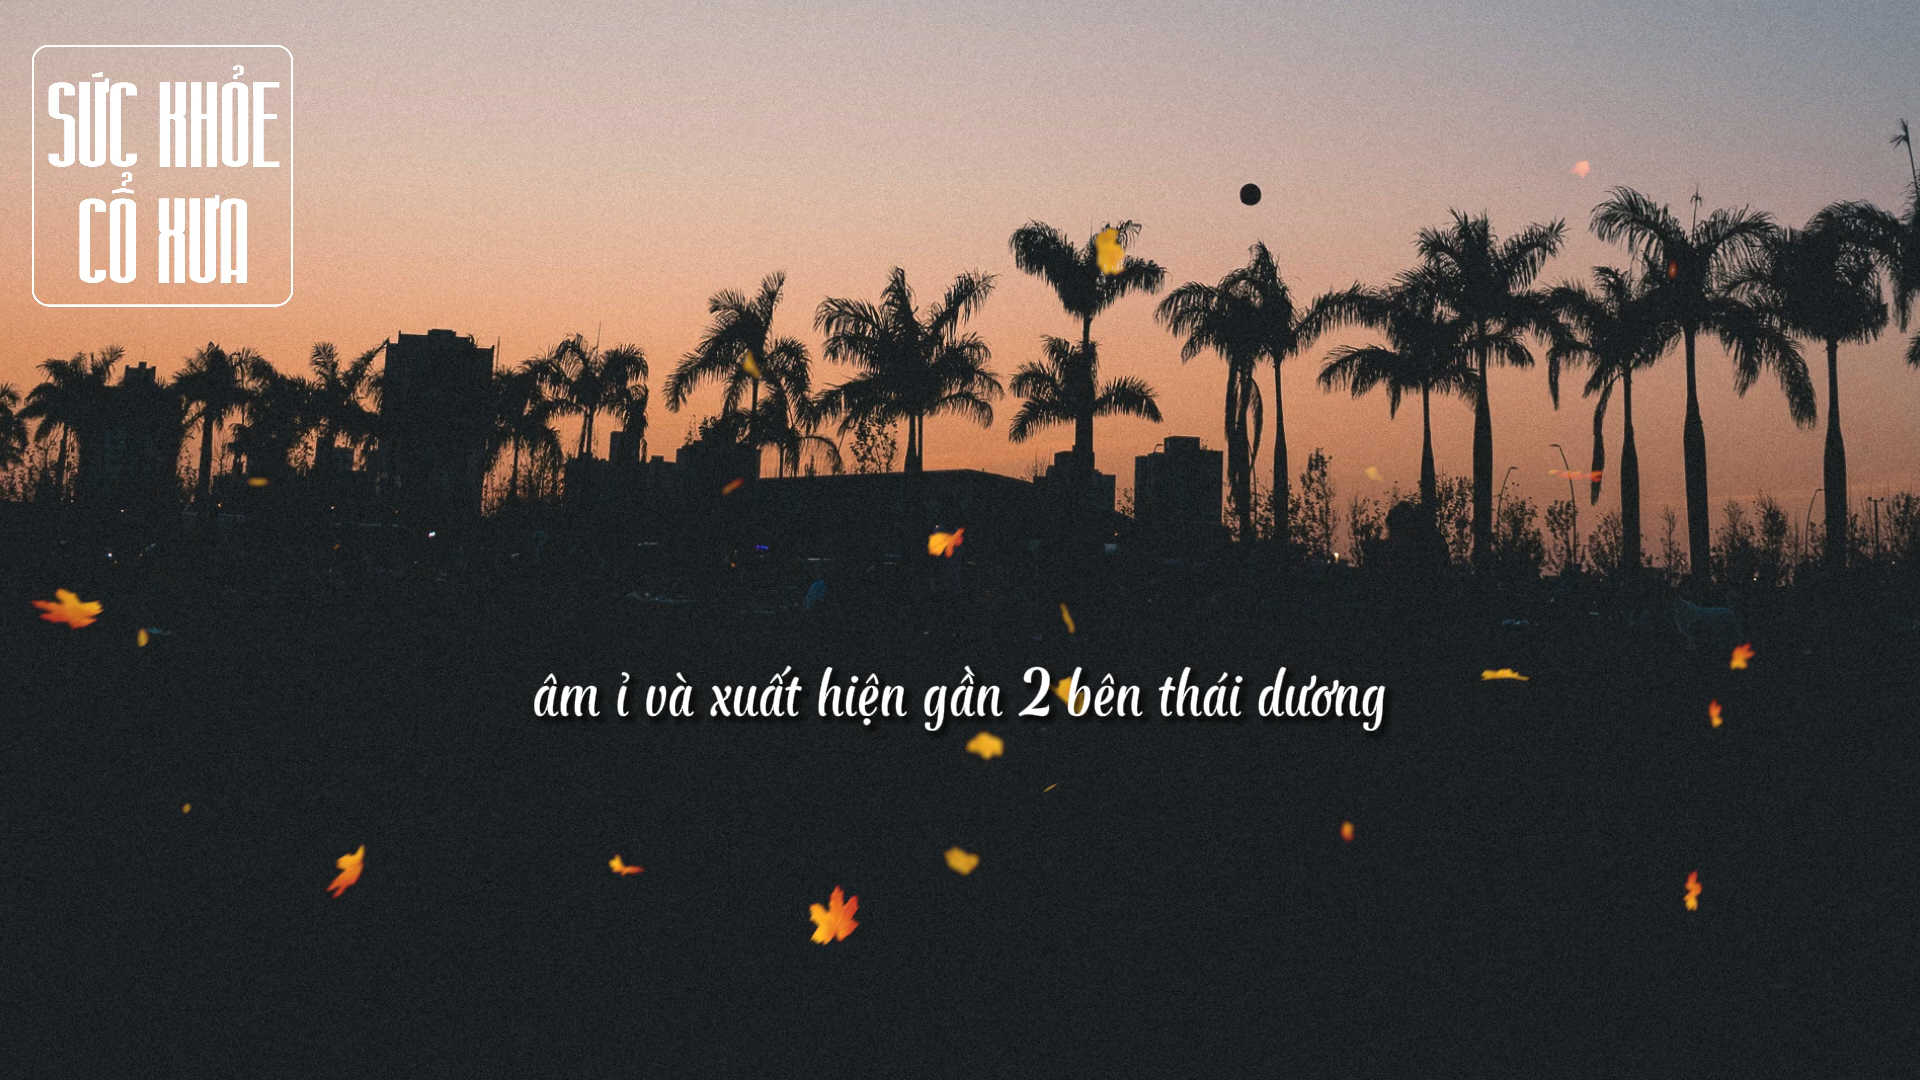 SỨC KHỎE
CỔ XƯA
âm ỉ và xuất hiện gần 2 bên thái dương